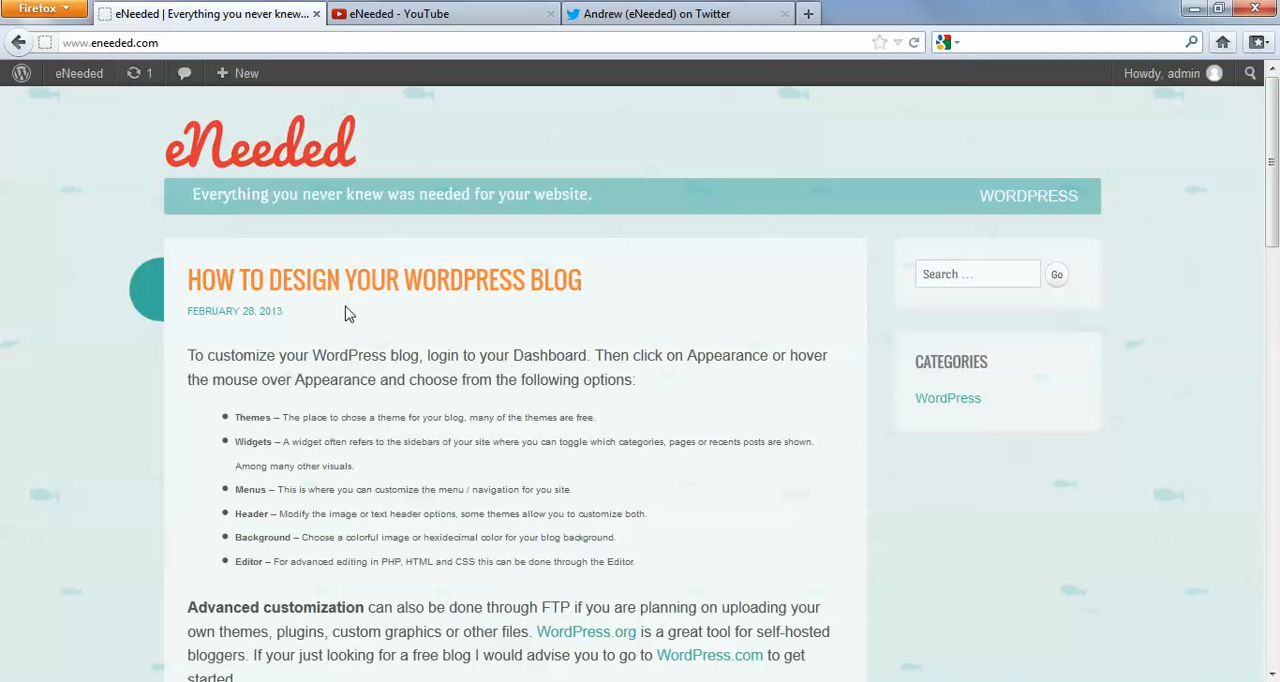 Firefox
eNeeded | Everything you never knew...
eNeeded - YouTube
Andrew (eNeeded) on Twitter
www.eneeded.com
eNeeded
1
New
Howdy, admin
eNeeded
Everything you never knew was needed for your website.
WORDPRESS
HOW TO DESIGN YOUR WORDPRESS BLOG
FEBRUARY 28, 2013
To customize your WordPress blog, login to your Dashboard. Then click on Appearance or hover
the mouse over Appearance and choose from the following options:
Themes – The place to chose a theme for your blog, many of the themes are free.
Widgets – A widget often refers to the sidebars of your site where you can toggle which categories, pages or recents posts are shown.
Among many other visuals.
Menus – This is where you can customize the menu / navigation for you site.
Header – Modify the image or text header options, some themes allow you to customize both.
Background – Choose a colorful image or hexidecimal color for your blog background.
Editor – For advanced editing in PHP, HTML and CSS this can be done through the Editor.
Advanced customization can also be done through FTP if you are planning on uploading your
own themes, plugins, custom graphics or other files. WordPress.org is a great tool for self-hosted
bloggers. If your just looking for a free blog I would advise you to go to WordPress.com to get
started.
Search ...
Go
CATEGORIES
WordPress